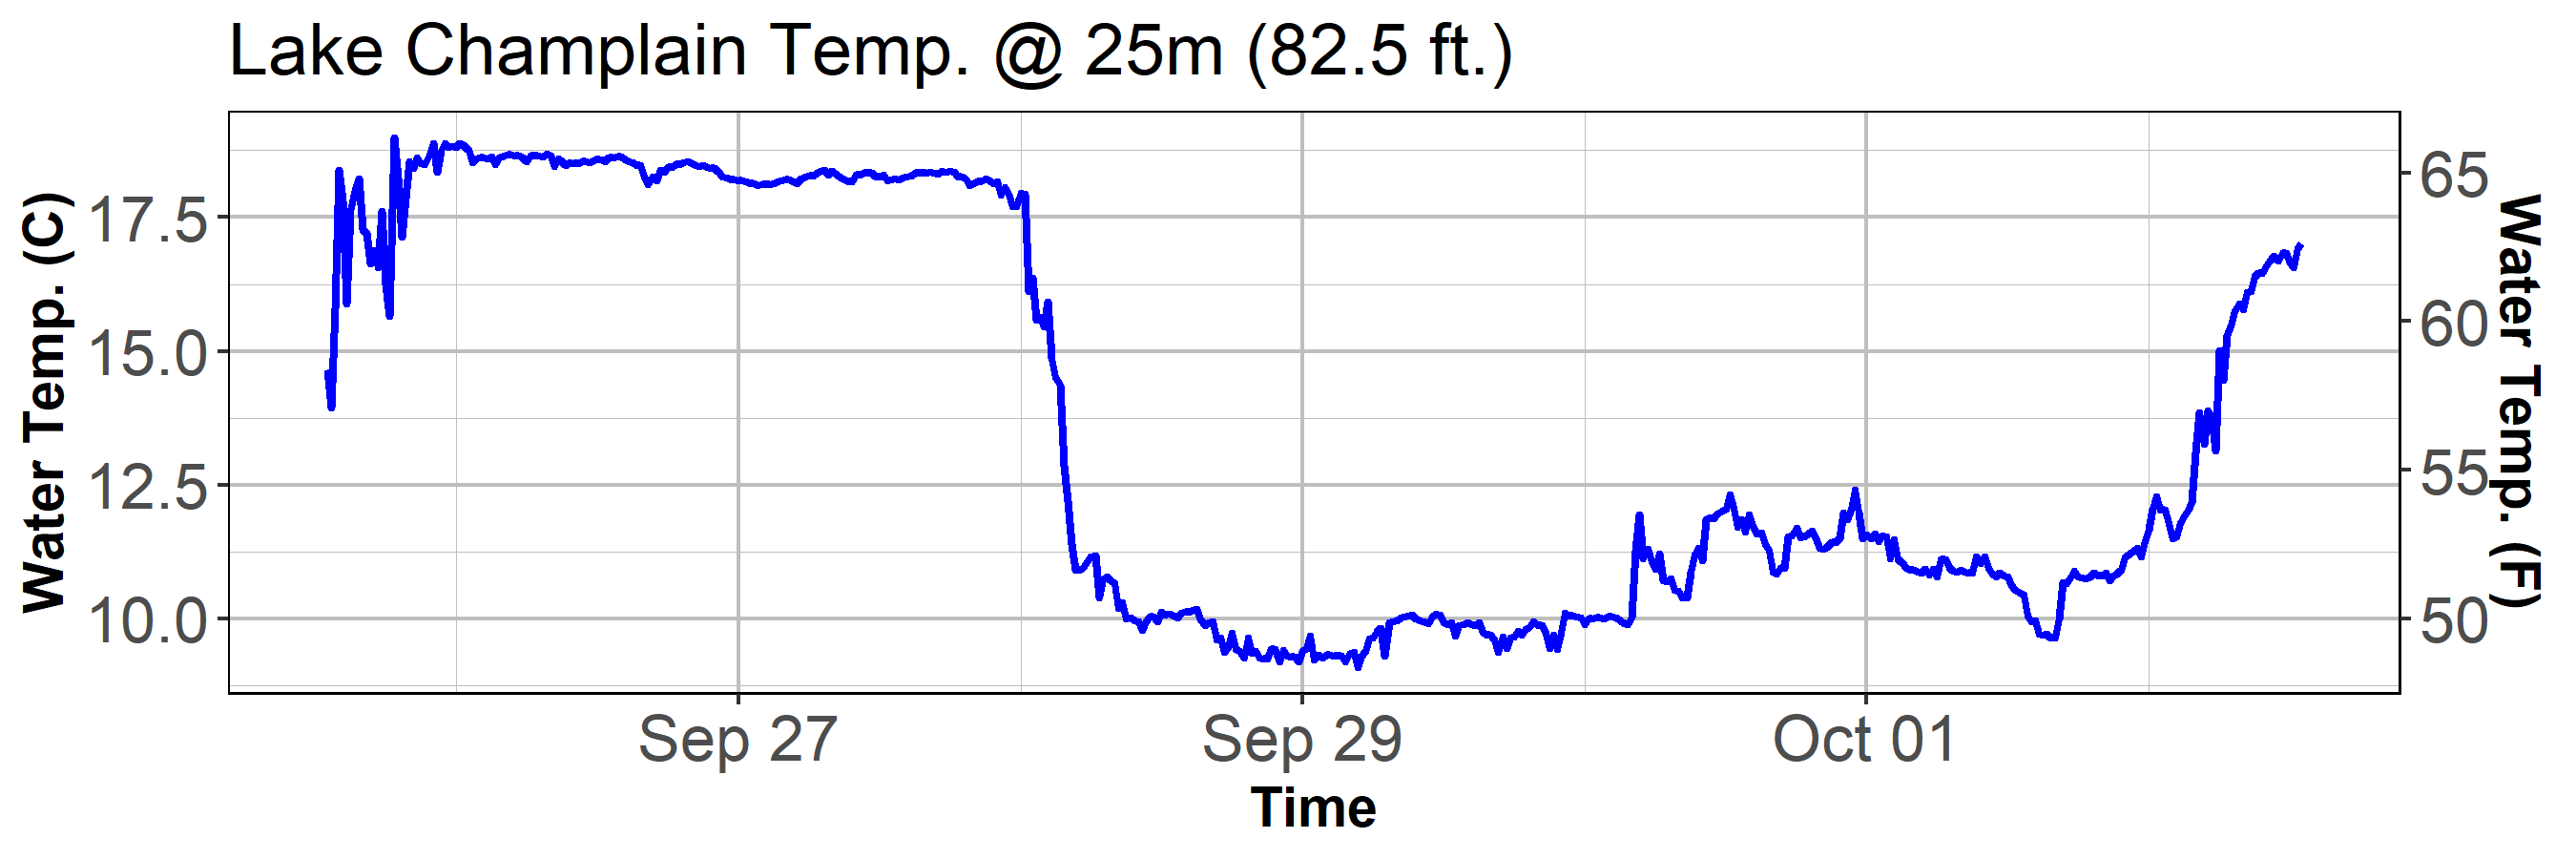 Lake Champlain Temp. @ 25m (82.5 ft.)
Water Temp. (C)
17.5
15.0
12.5
10.0
65
60
55
50
Water Temp. (F)
Sep 27
Sep 29
Oct 01
Time